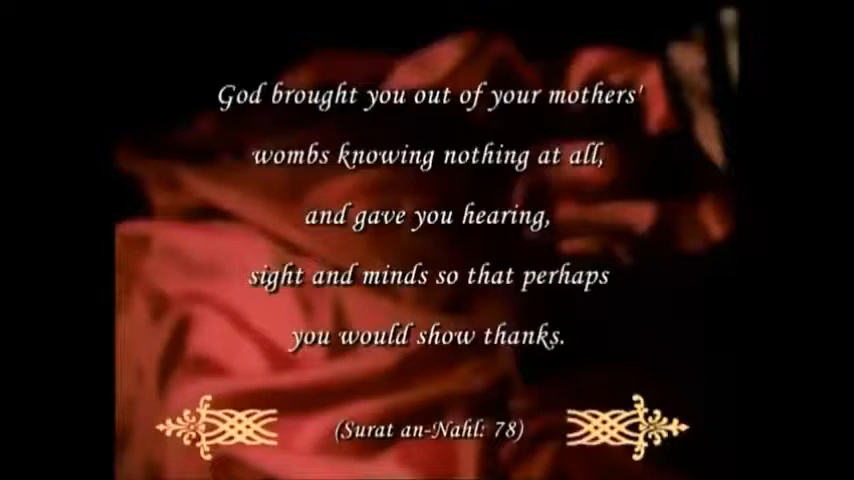 God brought you out of your mothers'
wombs knowing nothing at all,
and gave you hearing,
sight and minds so that perhaps
you would show thanks.
(Surat an-Nahl: 78)